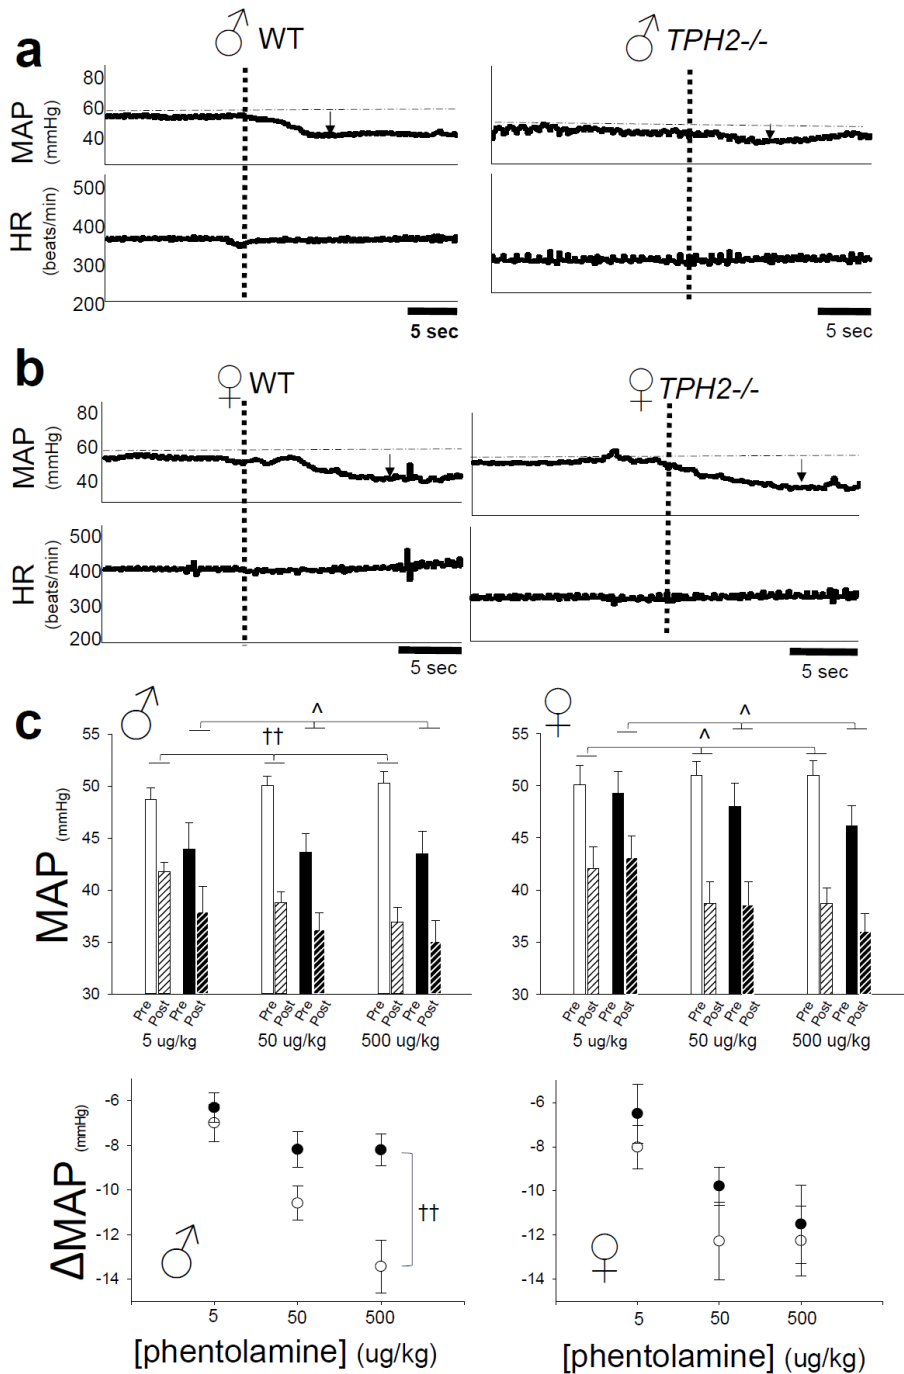 a
♂ WT
♂ TPH2-/-
MAP
(mmHg)
80
60
40
HR
(beats/min)
500
400
300
200
5 sec
5 sec
b
♀ WT
♀ TPH2-/-
MAP
(mmHg)
80
60
40
HR
(beats/min)
500
400
300
200
5 sec
5 sec
c
♂
♀
MAP (mmHg)
55
50
45
40
35
30
^
††
^
^
Pre Post Pre Post
Pre Post Pre Post
Pre Post Pre Post
5 ug/kg
50 ug/kg
500 ug/kg
55
50
45
40
35
30
Pre Post Pre Post
Pre Post Pre Post
Pre Post Pre Post
5 ug/kg
50 ug/kg
500 ug/kg
ΔMAP (mmHg)
-6
-8
-10
-12
-14
††
♂
5
50
500
[phentolamine] (ug/kg)
-6
-8
-10
-12
-14
♀
5
50
500
[phentolamine] (ug/kg)